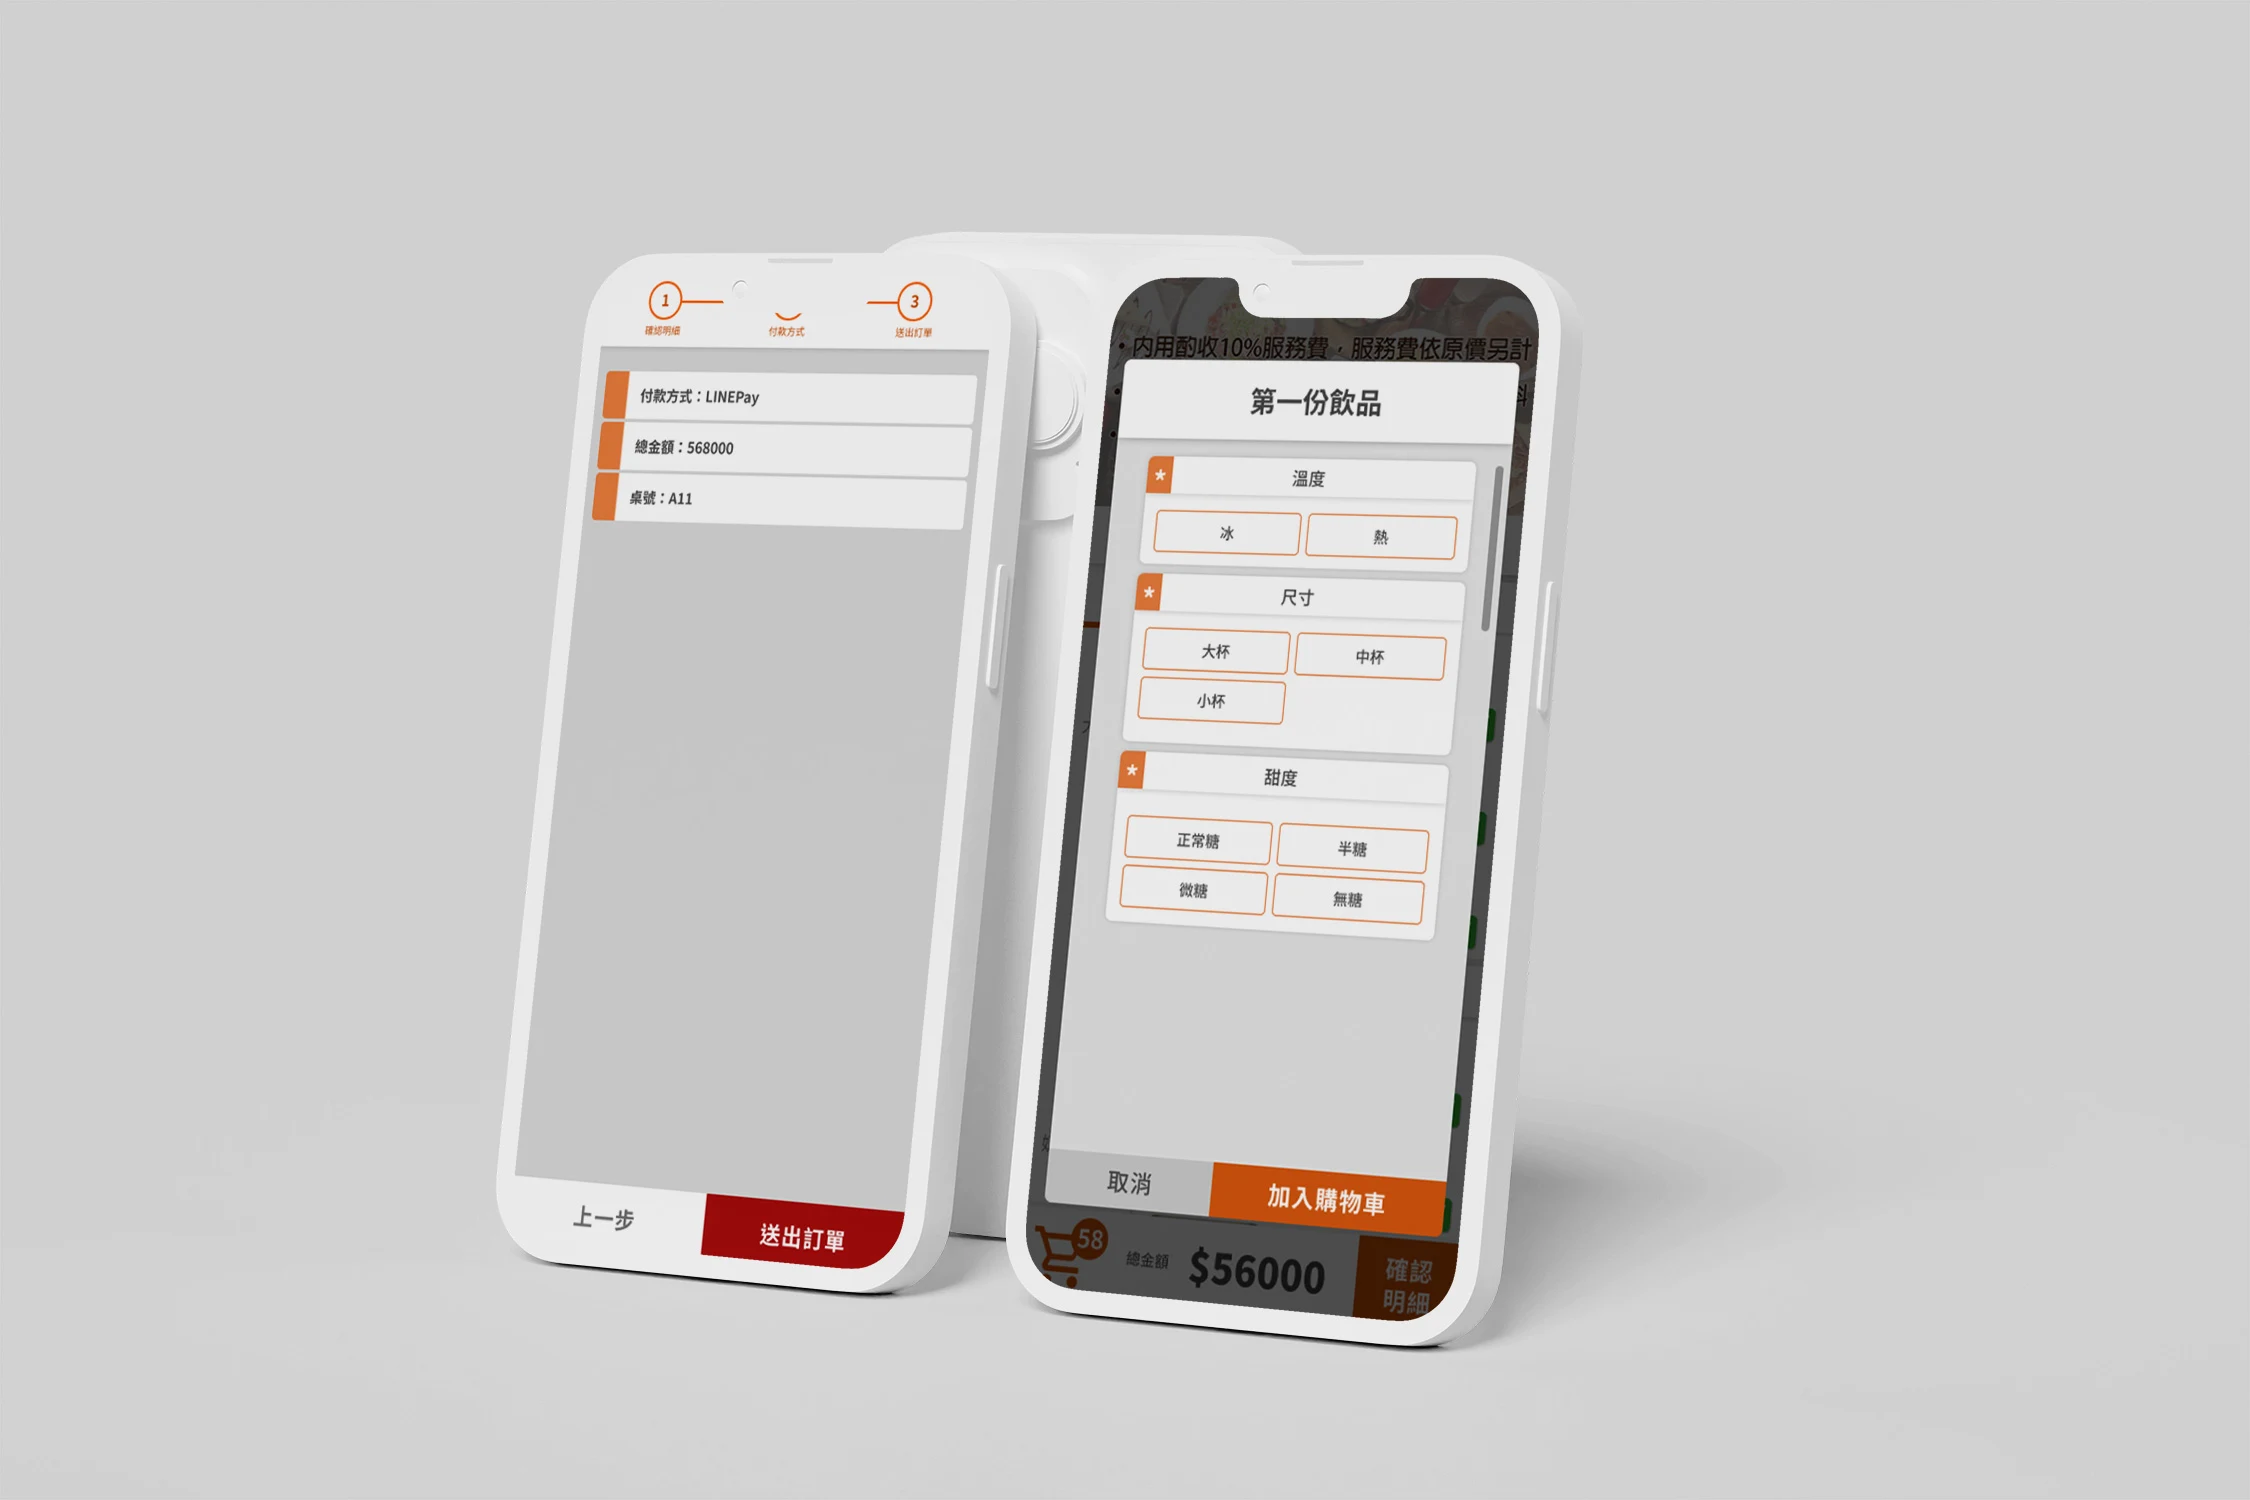 1
3
確認明細
付款方式
送出訂單
付款方式：LINEPay
總金額：568000
桌號：A11
上一步
送出訂單
• 內用酌收10%服務費，服務費依原價另計
料
第一份飲品
* 溫度
冰
熱
* 尺寸
大杯
中杯
小杯
* 甜度
正常糖
半糖
微糖
無糖
取消
加入購物車
58
總金額
$56000
確認
明細